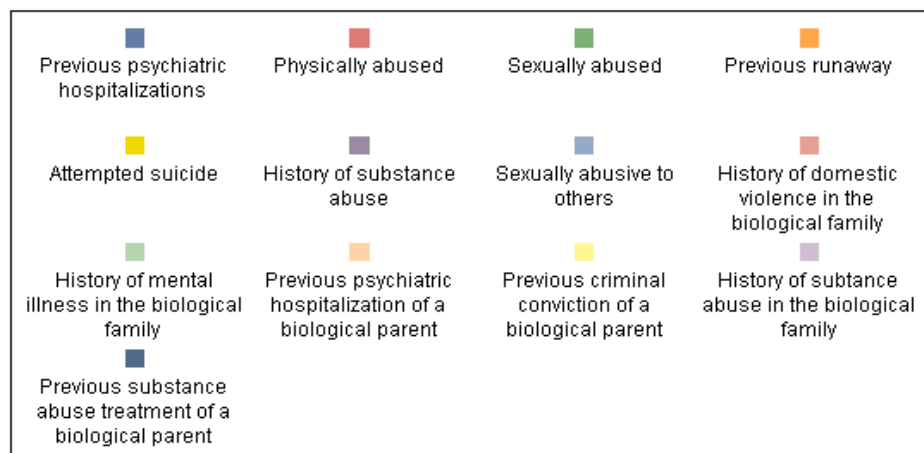 Previous psychiatric
hospitalizations
Physically abused
Sexually abused
Previous runaway
Attempted suicide
History of substance
abuse
Sexually abusive to
others
History of domestic
violence in the
biological family
History of mental
illness in the biological
family
Previous psychiatric
hospitalization of a
biological parent
Previous criminal
conviction of a
biological parent
History of subtance
abuse in the biological
family
Previous substance
abuse treatment of a
biological parent